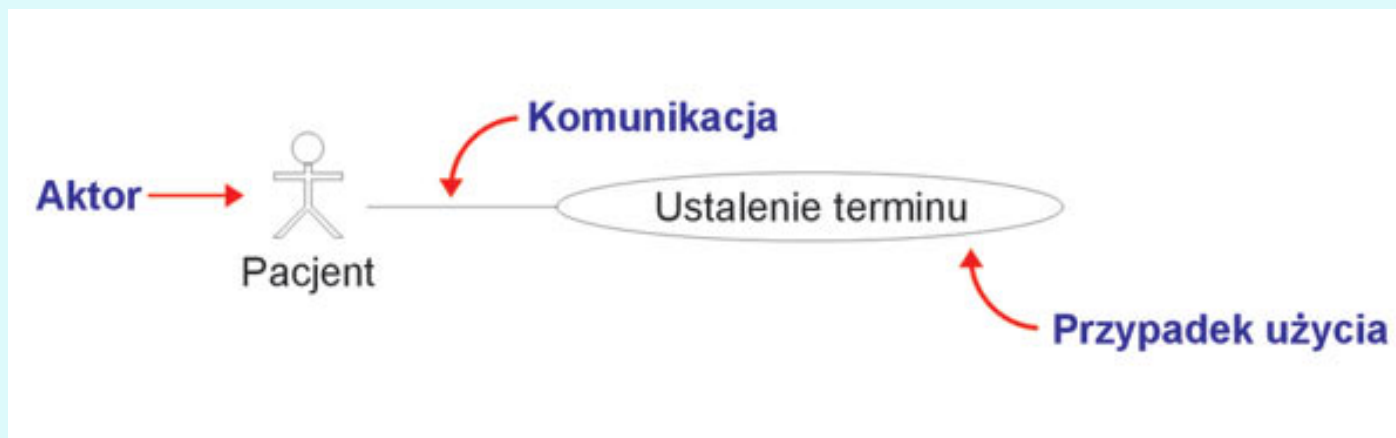 Komunikacja
Aktor
Ustalenie terminu
Pacjent
Przypadek użycia